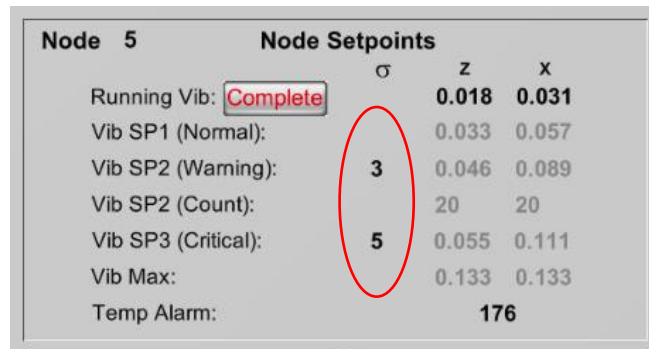 Node 5 Node Setpoints
σ Z X
Running Vib: Complete 0.018 0.031
Vib SP1 (Normal): 0.033 0.057
Vib SP2 (Warning): 3 0.046 0.089
Vib SP2 (Count): 20 20
Vib SP3 (Critical): 5 0.055 0.111
Vib Max: 0.133 0.133
Temp Alarm: 176